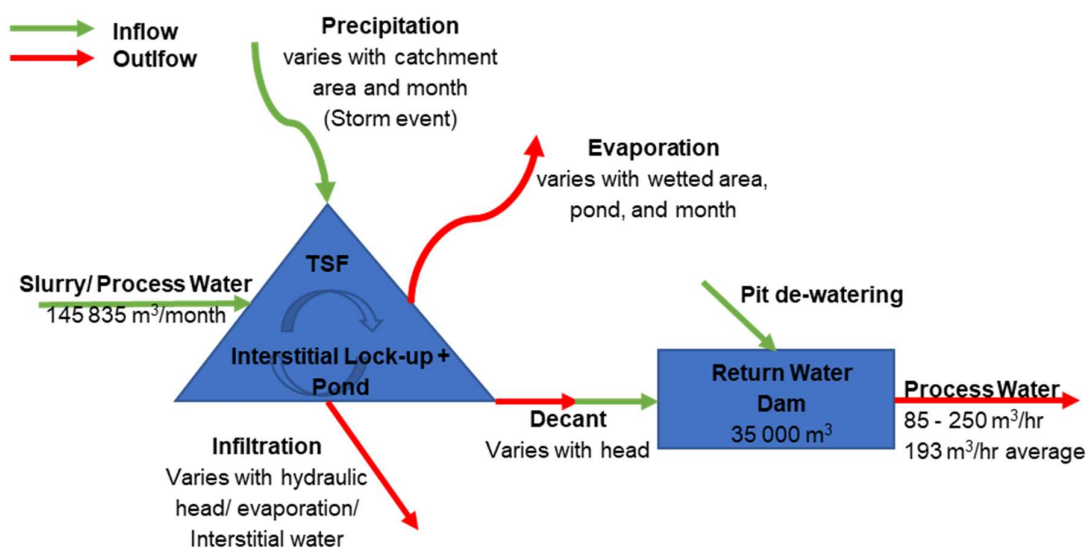 Inflow
Outlfow
Precipitation
varies with catchment
area and month
(Storm event)
Evaporation
varies with wetted area,
pond, and month
Slurry/ Process Water
145 835 m³/month
TSF
Interstitial Lock-up +
Pond
Infiltration
Varies with hydraulic
head/ evaporation/
Interstitial water
Decant
Varies with head
Pit de-watering
Return Water
Dam
35 000 m³
Process Water
85 - 250 m³/hr
193 m³/hr average